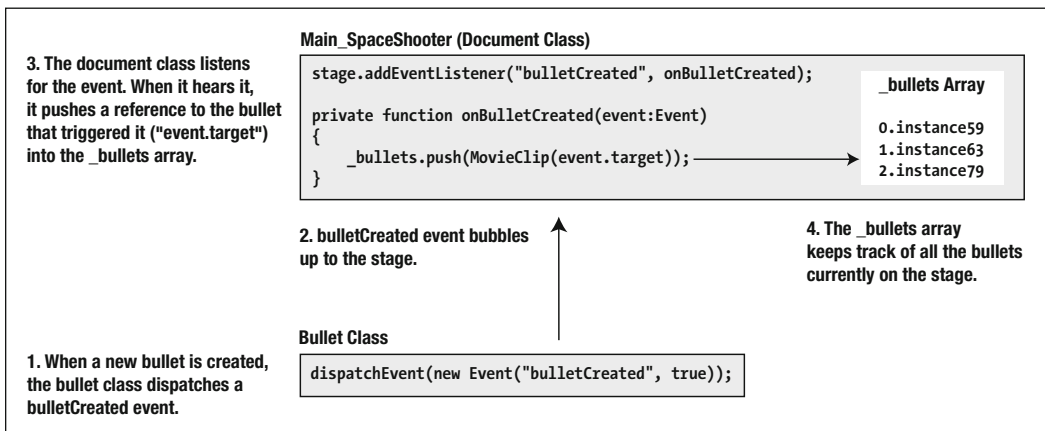 3. The document class listens
for the event. When it hears it,
it pushes a reference to the bullet
that triggered it ("event.target")
into the _bullets array.
Main_SpaceShooter (Document Class)
stage.addEventListener("bulletCreated", onBulletCreated);
private function onBulletCreated(event:Event)
{
_bullets.push(MovieClip(event.target));
}
_bullets Array
0.instance59
1.instance63
2.instance79
2. bulletCreated event bubbles
up to the stage.
4. The _bullets array
keeps track of all the bullets
currently on the stage.
1. When a new bullet is created,
the bullet class dispatches a
bulletCreated event.
Bullet Class
dispatchEvent(new Event("bulletCreated", true));